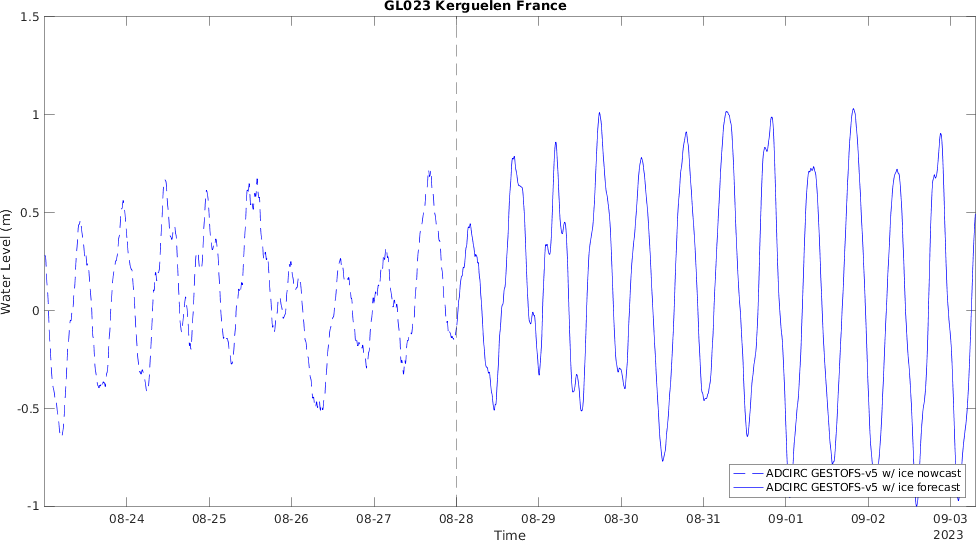 GL023 Kerguelen France
1.5
1
0.5
0
-0.5
-1
Water Level (m)
ADCIRC GESTOFS-v5 w/ ice nowcast
ADCIRC GESTOFS-v5 w/ ice forecast
08-24 08-25 08-26 08-27 08-28 08-29 08-30 08-31 09-01 09-02 09-03
Time
2023